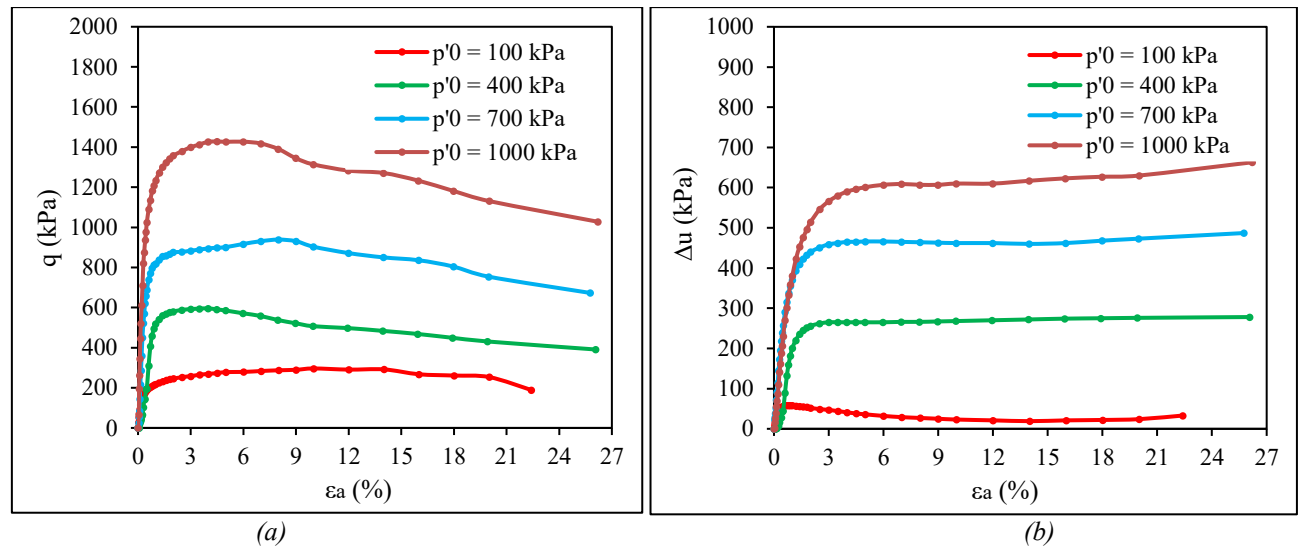 2000
1800
1600
1400
1200
1000
800
600
400
200
0
q (kPa)
p'0 = 100 kPa
p'0 = 400 kPa
p'0 = 700 kPa
p'0 = 1000 kPa
0 3 6 9 12 15 18 21 24 27
εa (%)
(a)
1000
900
800
700
600
500
400
300
200
100
0
Δu (kPa)
p'0 = 100 kPa
p'0 = 400 kPa
p'0 = 700 kPa
p'0 = 1000 kPa
0 3 6 9 12 15 18 21 24 27
εa (%)
(b)